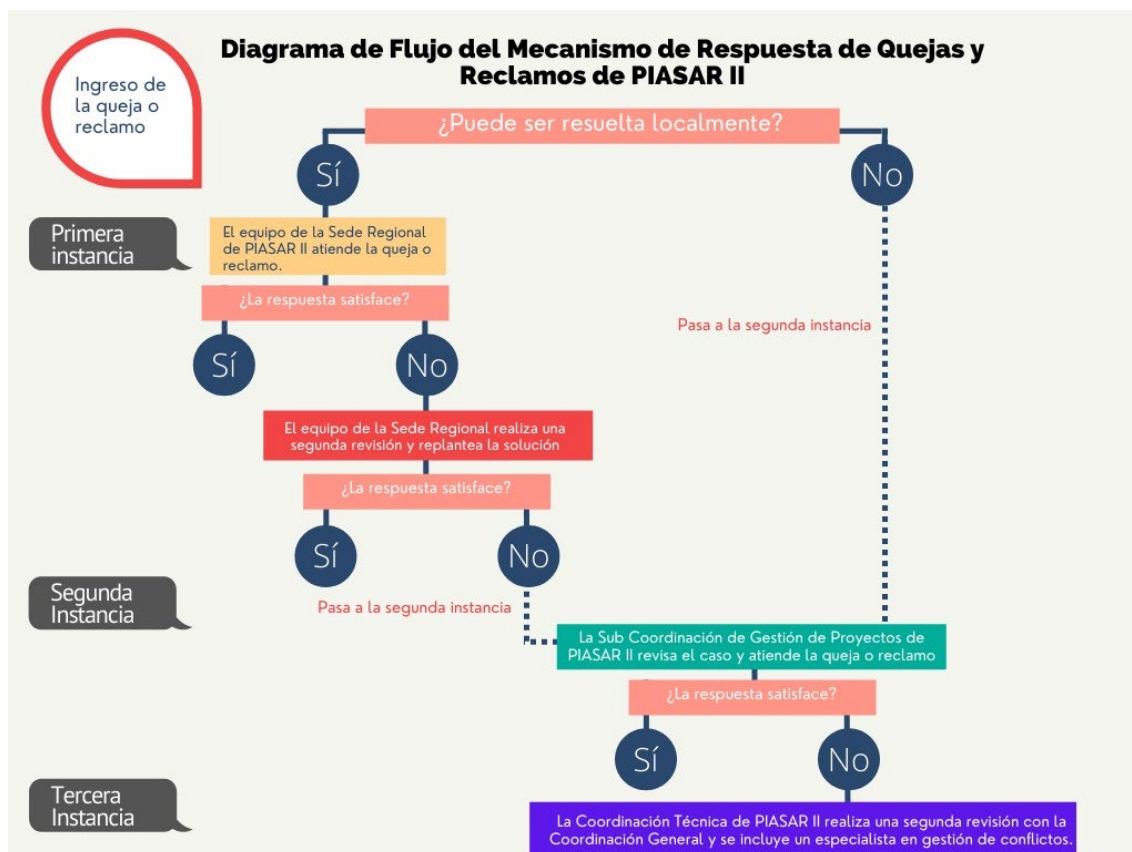 Diagrama de Flujo del Mecanismo de Respuesta de Quejas y
Reclamos de PIASAR II
Ingreso de
la queja o
reclamo
¿Puede ser resuelta localmente?
Sí
No
Primera
instancia
El equipo de la Sede Regional
de PIASAR II atiende la queja o
reclamo.
¿La respuesta satisface?
Pasa a la segunda instancia
Sí
No
El equipo de la Sede Regional realiza una
segunda revisión y replantea la solución
¿La respuesta satisface?
Sí
No
Segunda
Instancia
Pasa a la segunda instancia
La Sub Coordinación de Gestión de Proyectos de
PIASAR II revisa el caso y atiende la queja o reclamo
¿La respuesta satisface?
Sí
No
Tercera
Instancia
La Coordinación Técnica de PIASAR II realiza una segunda revisión con la
Coordinación General y se incluye un especialista en gestión de conflictos.